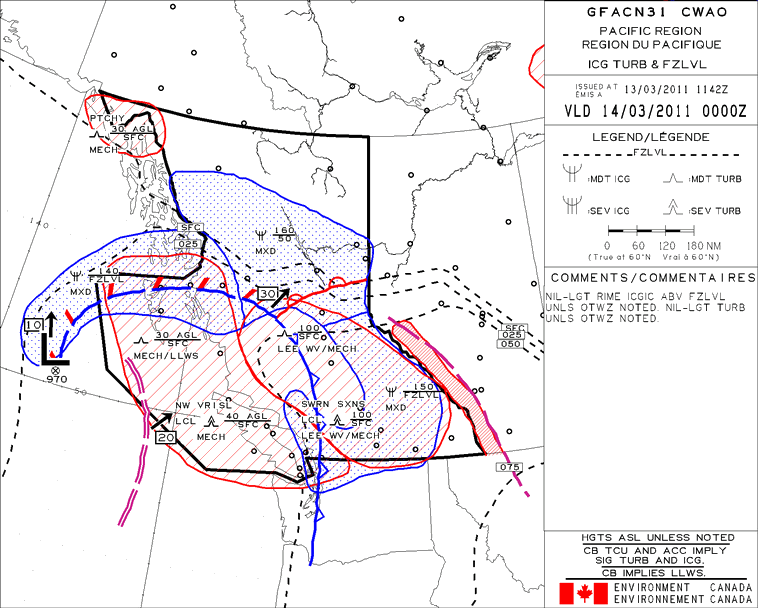 GFACN31 CWAO
PACIFIC REGION
REGION DU PACIFIQUE
ICG TURB & FZLVL
ISSUED AT
ÉMIS A
13/03/2011 1142Z
VLD 14/03/2011 0000Z
LEGEND/LÉGENDE
FZLVL
:MDT ICG
:MDT TURB
:SEV ICG
:SEV TURB
0 60 120 180 NM
(True at 60°N Vrai à 60°N)
COMMENTS/COMMENTAIRES
NIL-LGT RIME ICGIC ABV FZLVL
UNLS OTWZ NOTED. NIL-LGT TURB
UNLS OTWZ NOTED.
HGTS ASL UNLESS NOTED
CB TCU AND ACC IMPLY
SIG TURB AND ICG.
CB IMPLIES LLWS.
ENVIRONMENT CANADA
ENVIRONNEMENT CANADA
PTCHY
30 AGL
SFC
MECH
140
SFC
025
160
50
MXD
140
FZLVL
MXD
30
10
970
50
30 AGL
SFC
MECH/LLWS
100
SFC
LEE WV/MECH
150
FZLVL
MXD
NW VRISL
LCL
40 AGL
SFC
MECH
20
SWRN SXNS
LCL
100
SFC
LEE WV/MECH
SFC
025
050
075